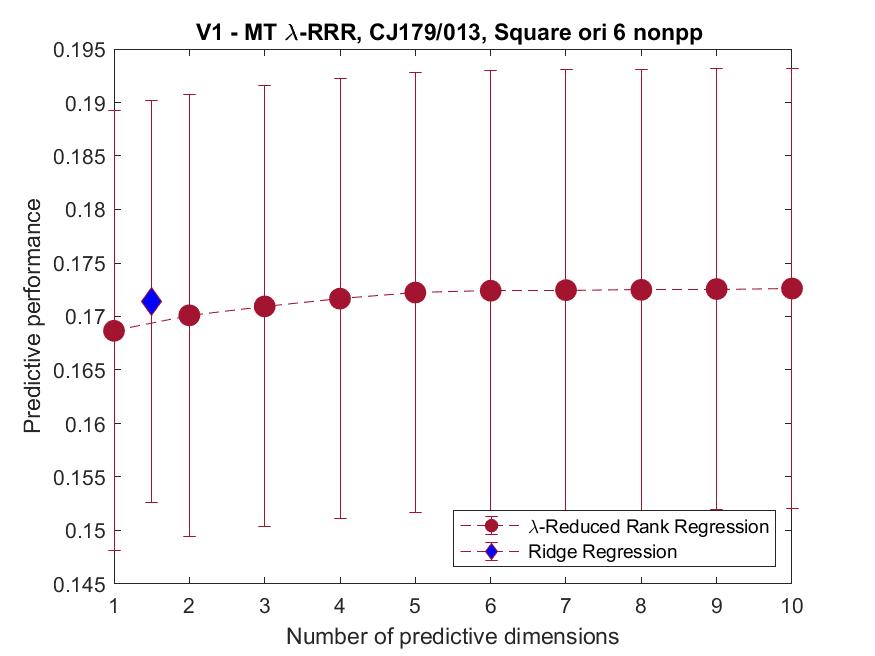 V1 - MT λ-RRR, CJ179/013, Square ori 6 nonpp
0.195
0.19
0.185
0.18
0.175
0.17
0.165
0.16
0.155
0.15
0.145
Predictive performance
λ-Reduced Rank Regression
Ridge Regression
1 2 3 4 5 6 7 8 9 10
Number of predictive dimensions